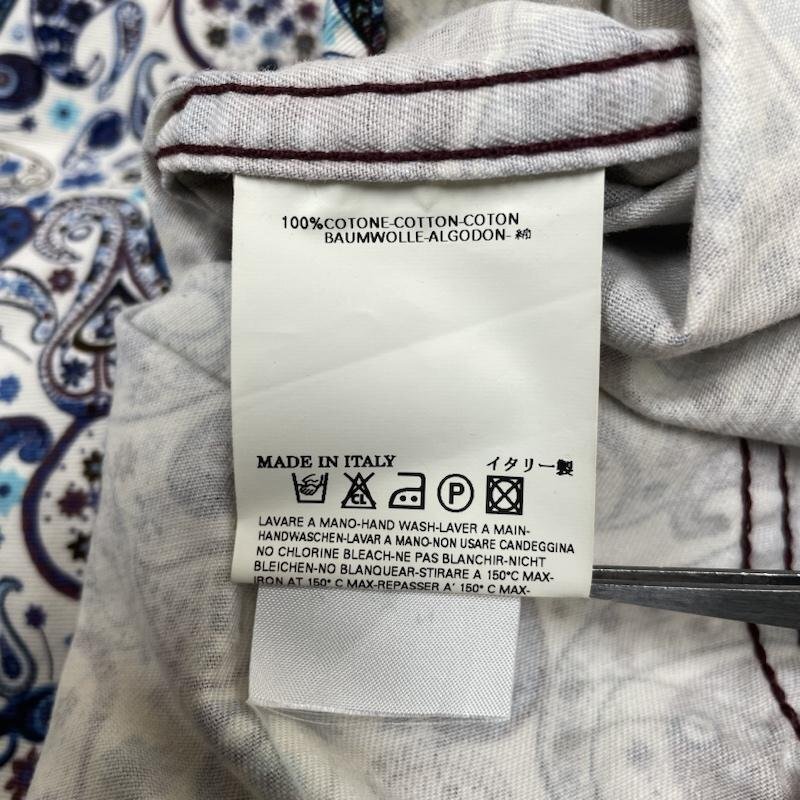 100%COTONE-COTTON-COTON
BAUMWOLLE-ALGODON-綿
MADE IN ITALY イタリー製
CL P
LAVARE A MANO-HAND WASH-LAVER A MAIN-
HANDWASCHEN-LAVAR A MANO-NON USARE CANDEGGINA
NO CHLORINE BLEACH-NE PAS BLANCHIR-NICHT
BLEICHEN-NO BLANQUEAR-STIRARE A 150°C MAX-
IRON AT 150° C MAX-REPASSER A' 150° C MAX-